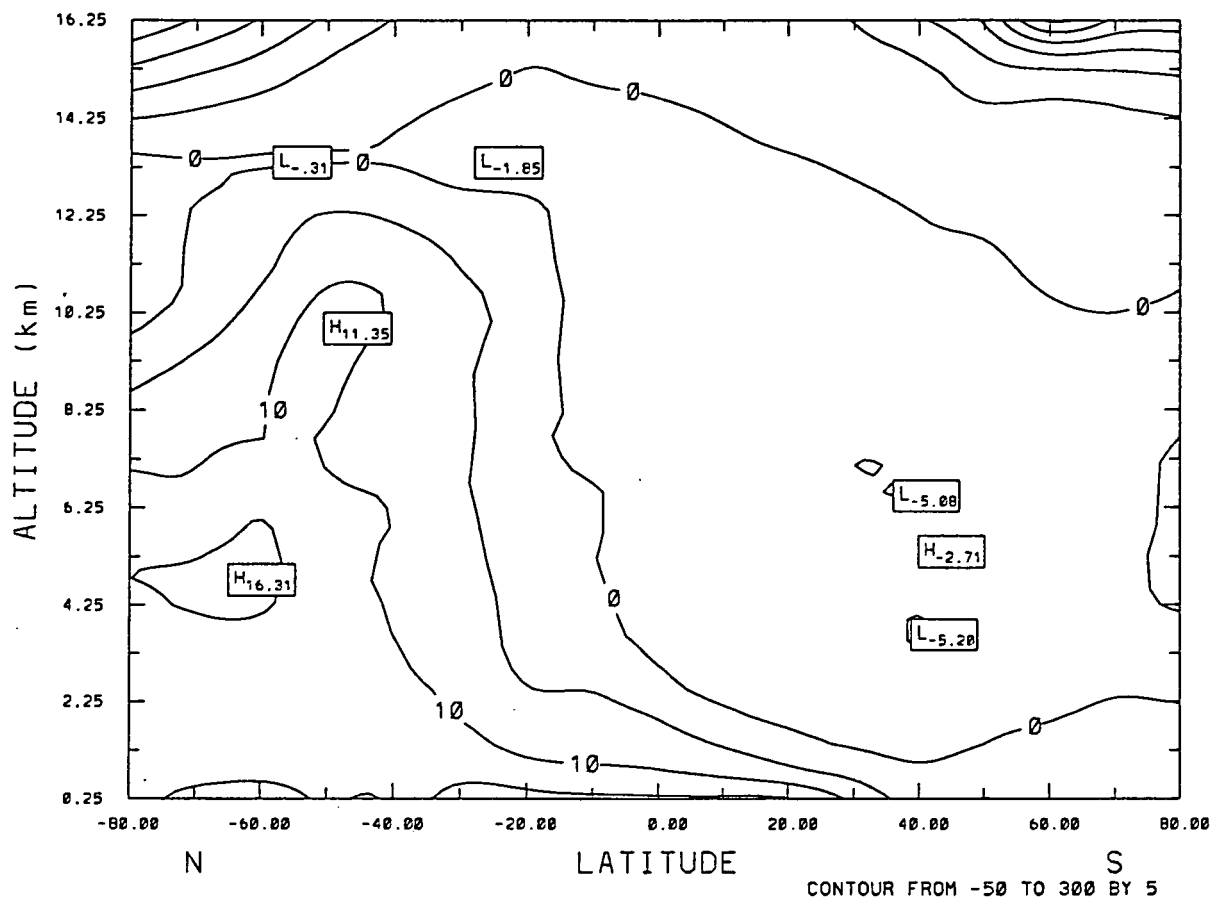 16.25
14.25
12.25
10.25
8.25
6.25
4.25
2.25
0.25
ALTITUDE (km)
0
0
0
L-.31
0
L-1.85
H11.35
0
10
L-5.08
H-2.71
H16.31
0
L-5.20
10
0
10
-80.00 -60.00 -40.00 -20.00 0.00 20.00 40.00 60.00 80.00
N LATITUDE S
CONTOUR FROM -50 TO 300 BY 5